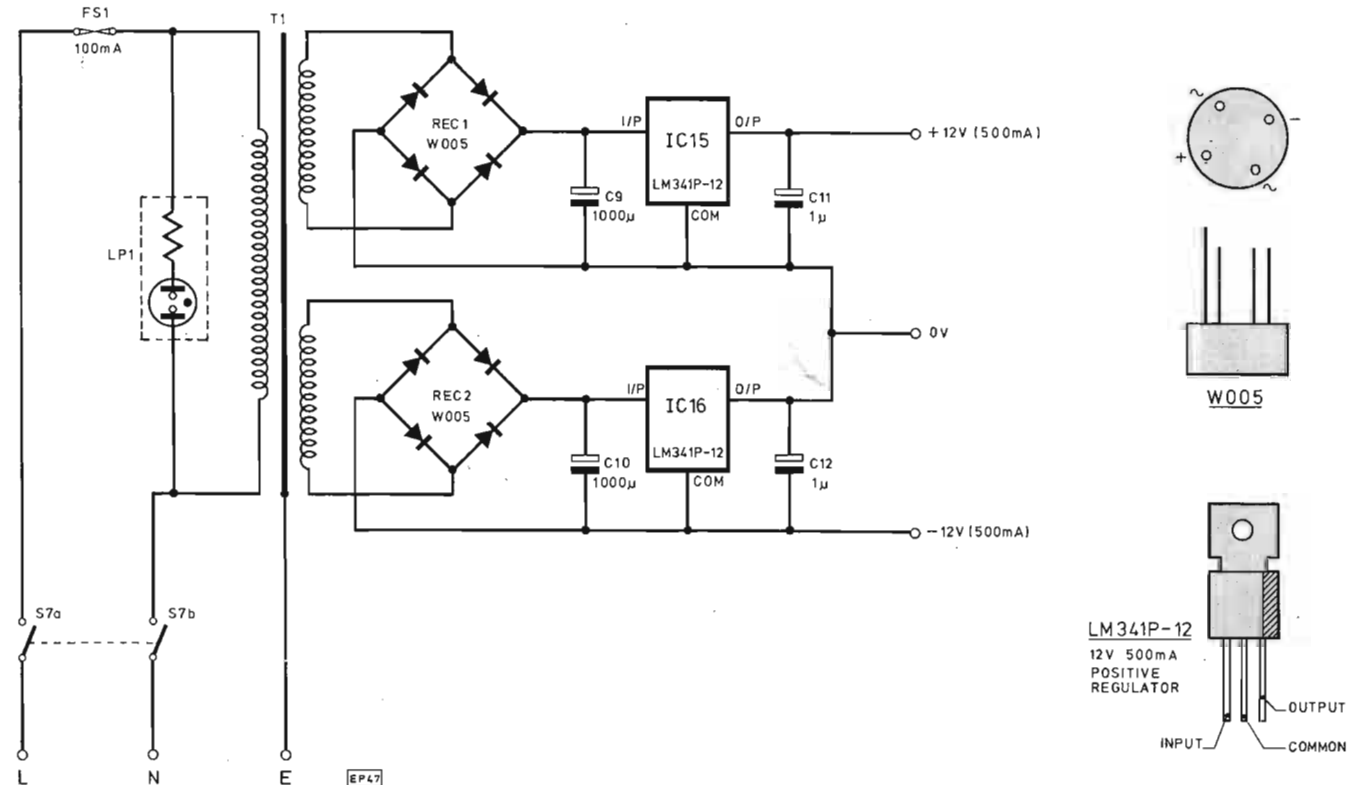 FS1
100mA
T1
LP1
REC1
W005
I/P
IC15
LM341P-12
O/P
COM
C9
1000µ
C11
1µ
+12V (500mA)
0V
REC2
W005
I/P
IC16
LM341P-12
O/P
COM
C10
1000µ
C12
1µ
-12V (500mA)
S7a
S7b
L
N
E
EP47
~
-
+
~
W005
LM341P-12
12V 500mA
POSITIVE
REGULATOR
OUTPUT
INPUT
COMMON